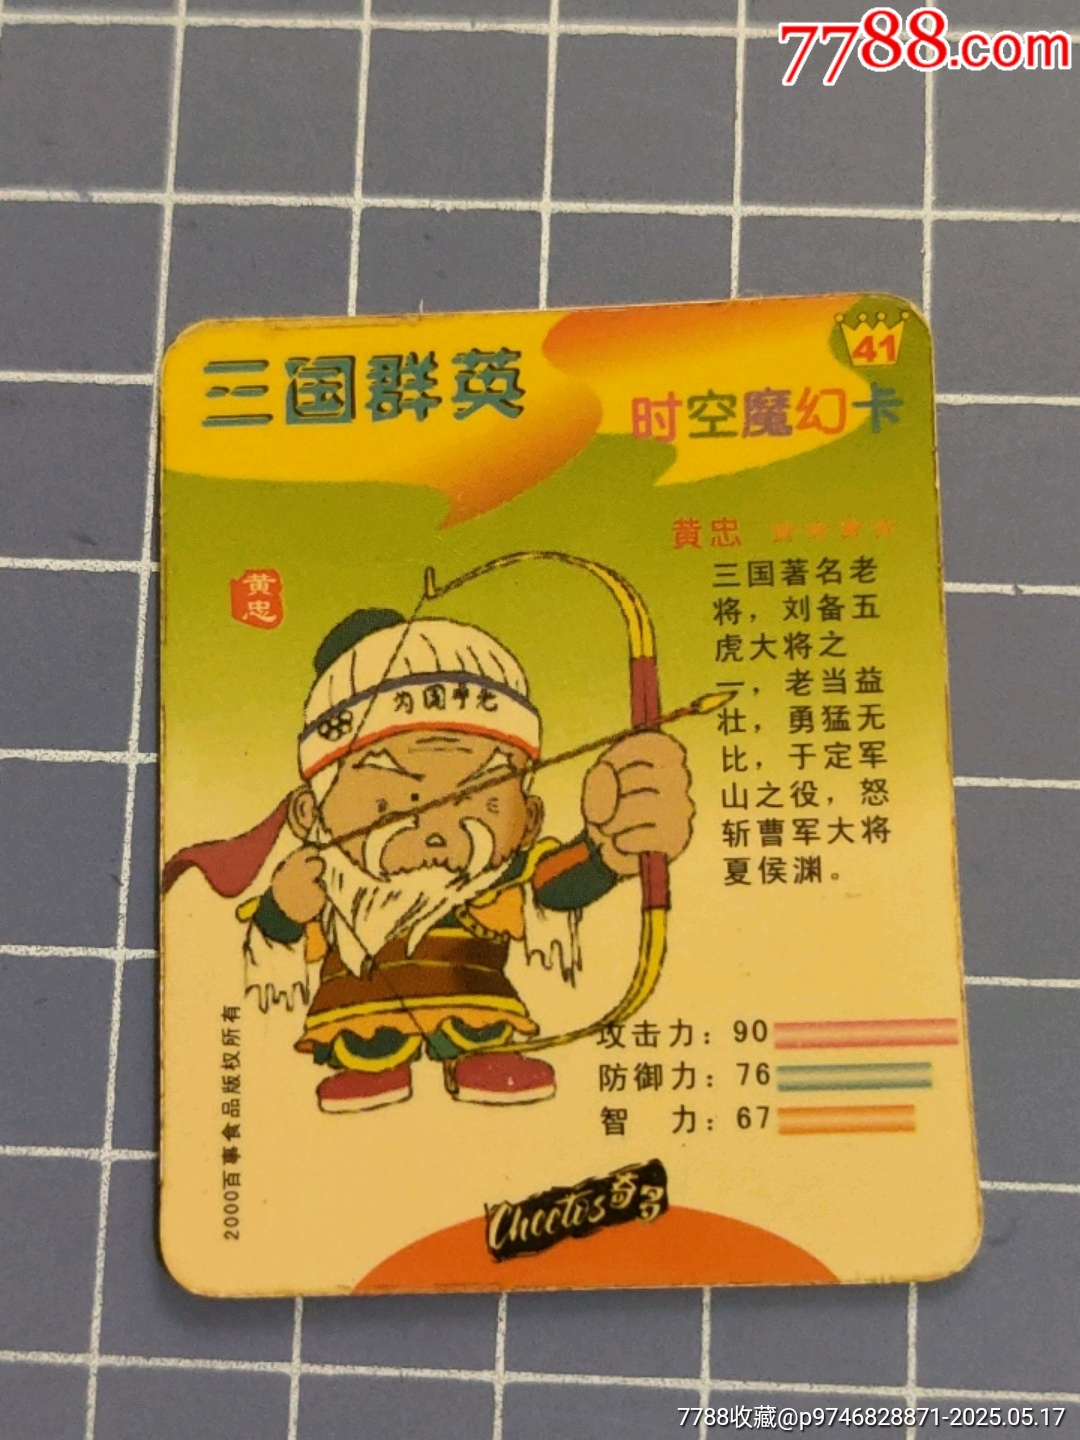 7788.com
三国群英
41
时空魔幻卡
黄忠 ★★★★
黄忠
三国著名老
将，刘备五
虎大将之
一，老当益
壮，勇猛无
比，于定军
山之役，怒
斩曹军大将
夏侯渊。
攻击力：90
防御力：76
智 力：67
2000百事食品版权所有
Cheetos奇多
7788收藏@p9746828871-2025.05.17